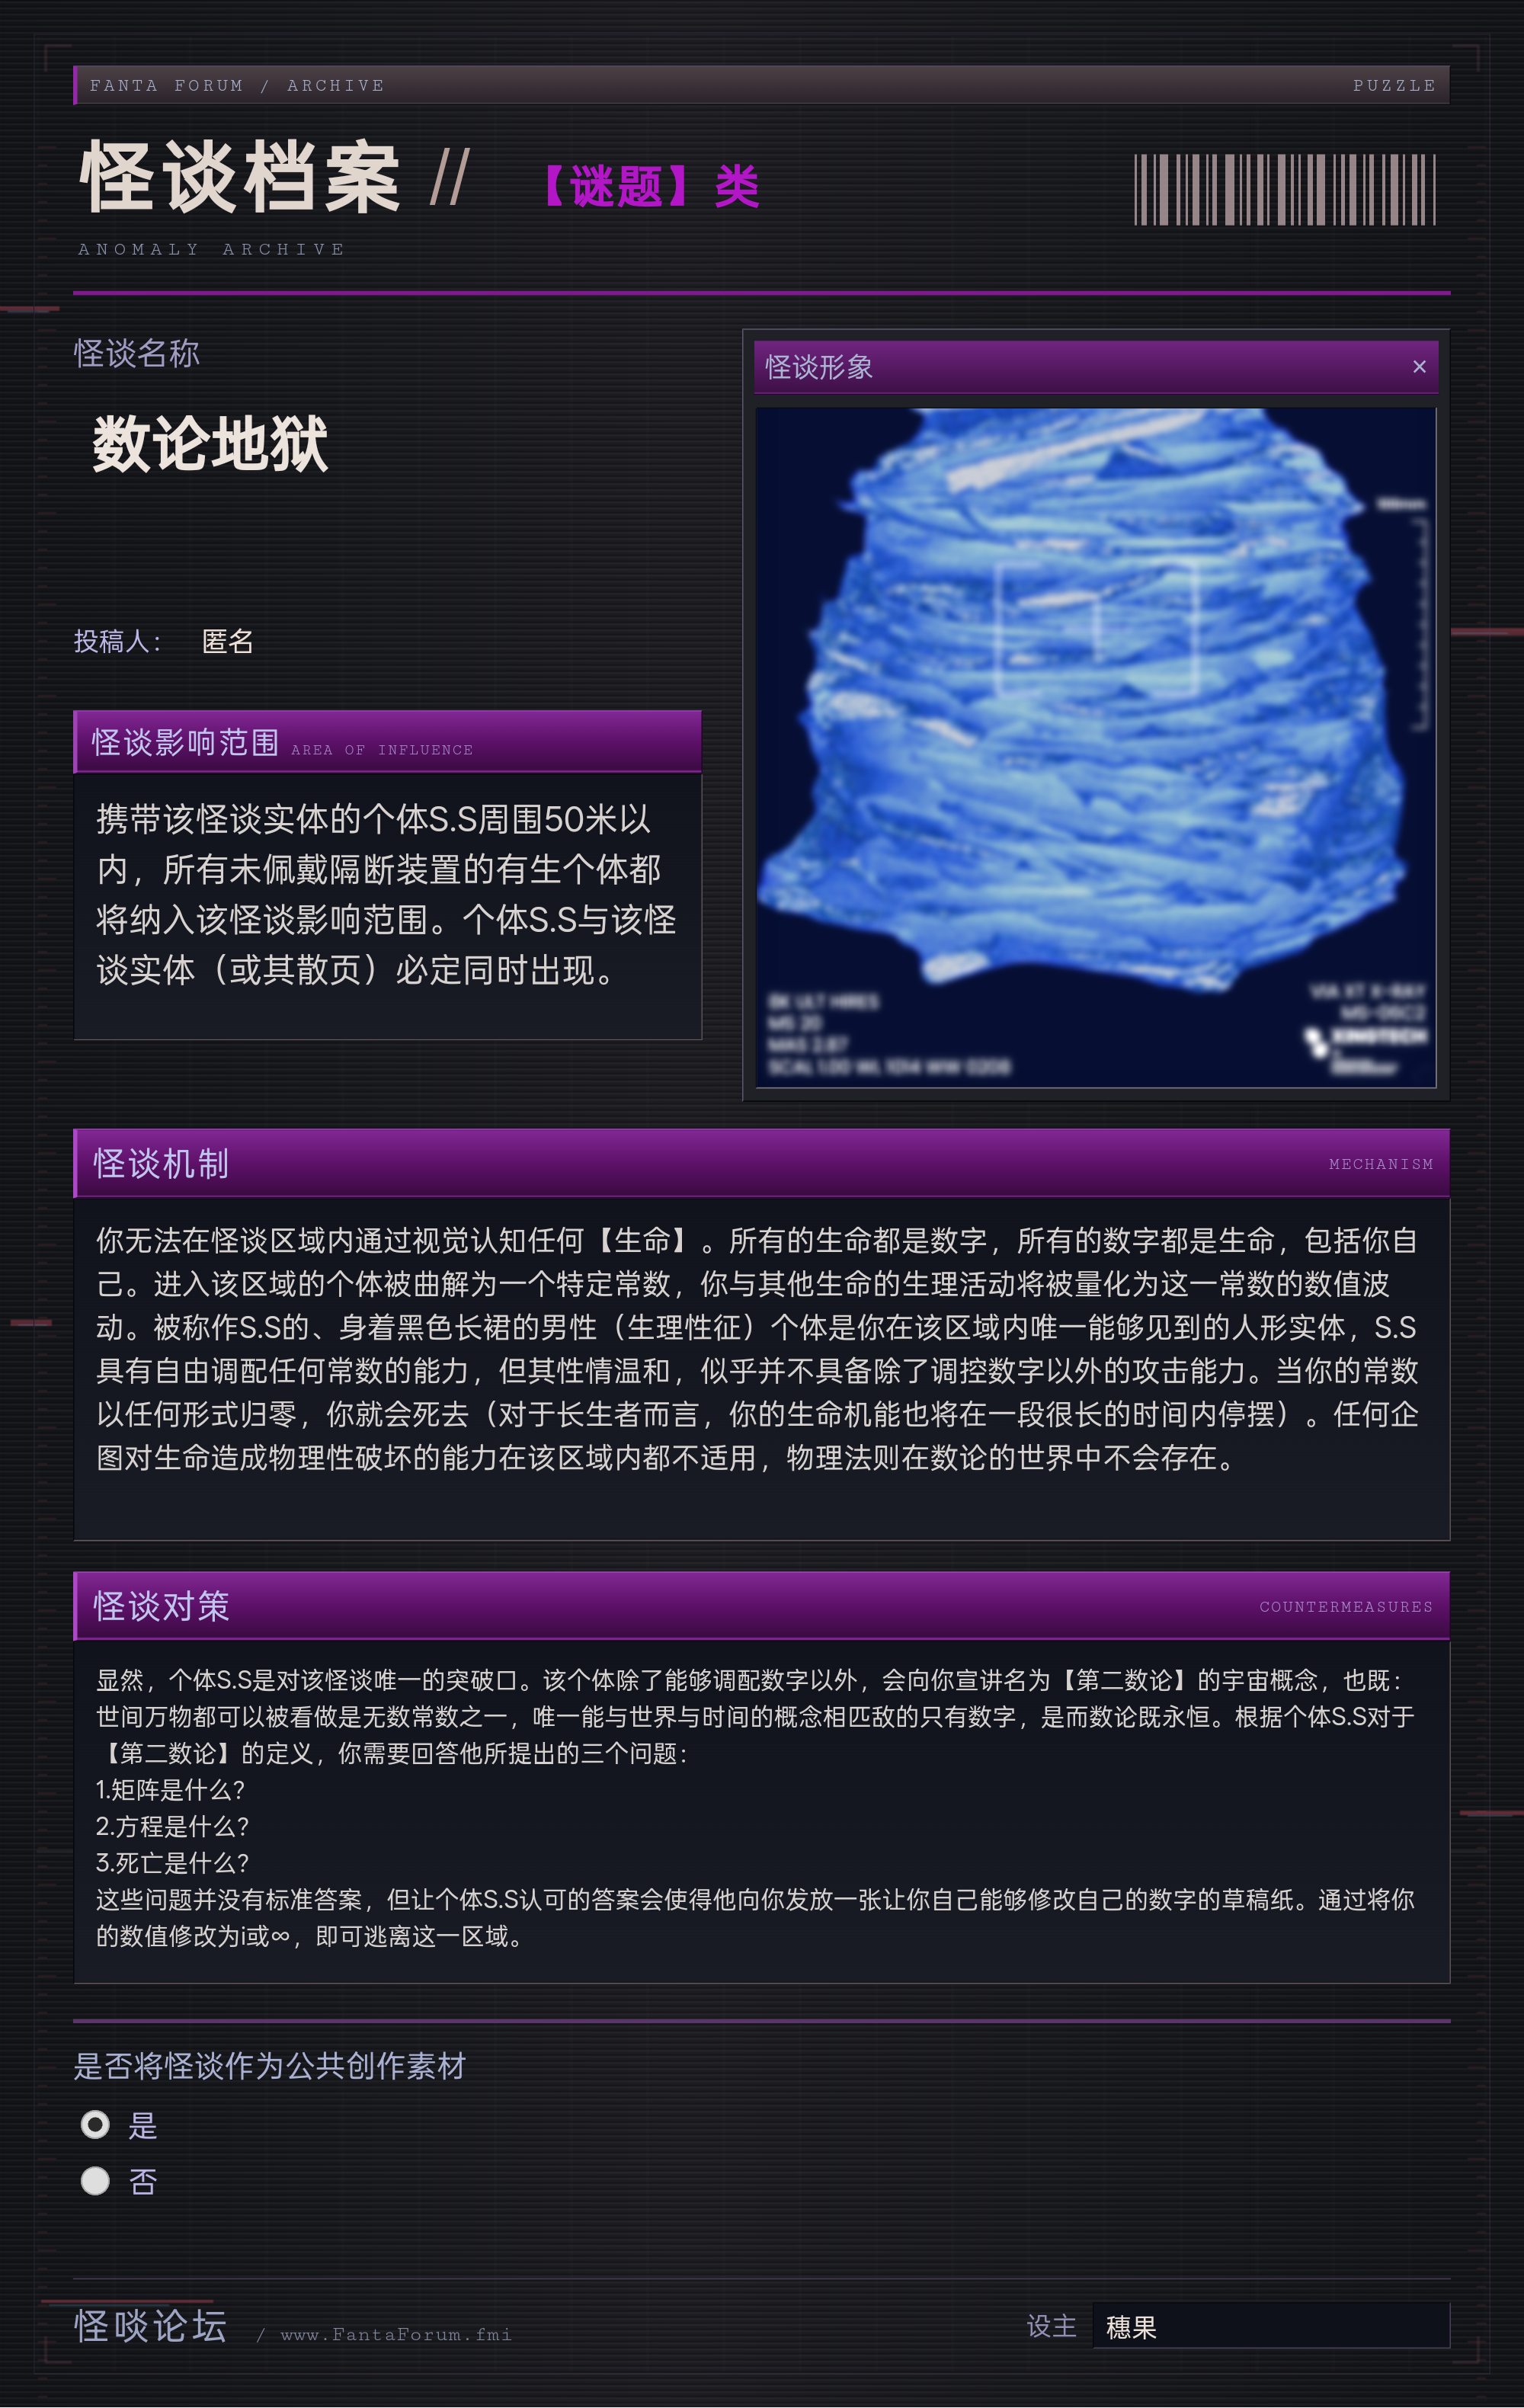 FANTA FORUM / ARCHIVE
PUZZLE
怪谈档案 // 【谜题】类
ANOMALY ARCHIVE
怪谈名称
数论地狱
投稿人： 匿名
怪谈影响范围 AREA OF INFLUENCE
携带该怪谈实体的个体S.S周围50米以
内，所有未佩戴隔断装置的有生个体都
将纳入该怪谈影响范围。个体S.S与该怪
谈实体（或其散页）必定同时出现。
怪谈形象 ×
BK ULT HIRES
MS 20
MAS 2.87
SCAL 1.00 WL 1014 WW 0208
VIA XT X-RAY
XINGTECH
怪谈机制
MECHANISM
你无法在怪谈区域内通过视觉认知任何【生命】。所有的生命都是数字，所有的数字都是生命，包括你自
己。进入该区域的个体被曲解为一个特定常数，你与其他生命的生理活动将被量化为这一常数的数值波
动。被称作S.S的、身着黑色长裙的男性（生理性征）个体是你在该区域内唯一能够见到的人形实体，S.S
具有自由调配任何常数的能力，但其性情温和，似乎并不具备除了调控数字以外的攻击能力。当你的常数
以任何形式归零，你就会死去（对于长生者而言，你的生命机能也将在一段很长的时间内停摆）。任何企
图对生命造成物理性破坏的能力在该区域内都不适用，物理法则在数论的世界中不会存在。
怪谈对策
COUNTERMEASURES
显然，个体S.S是对该怪谈唯一的突破口。该个体除了能够调配数字以外，会向你宣讲名为【第二数论】的宇宙概念，也既：
世间万物都可以被看做是无数常数之一，唯一能与世界与时间的概念相匹敌的只有数字，是而数论既永恒。根据个体S.S对于
【第二数论】的定义，你需要回答他所提出的三个问题：
1.矩阵是什么？
2.方程是什么？
3.死亡是什么？
这些问题并没有标准答案，但让个体S.S认可的答案会使得他向你发放一张让你自己能够修改自己的数字的草稿纸。通过将你
的数值修改为i或∞，即可逃离这一区域。
是否将怪谈作为公共创作素材
是
否
怪啖论坛 / www.FantaForum.fmi
设主 穗果